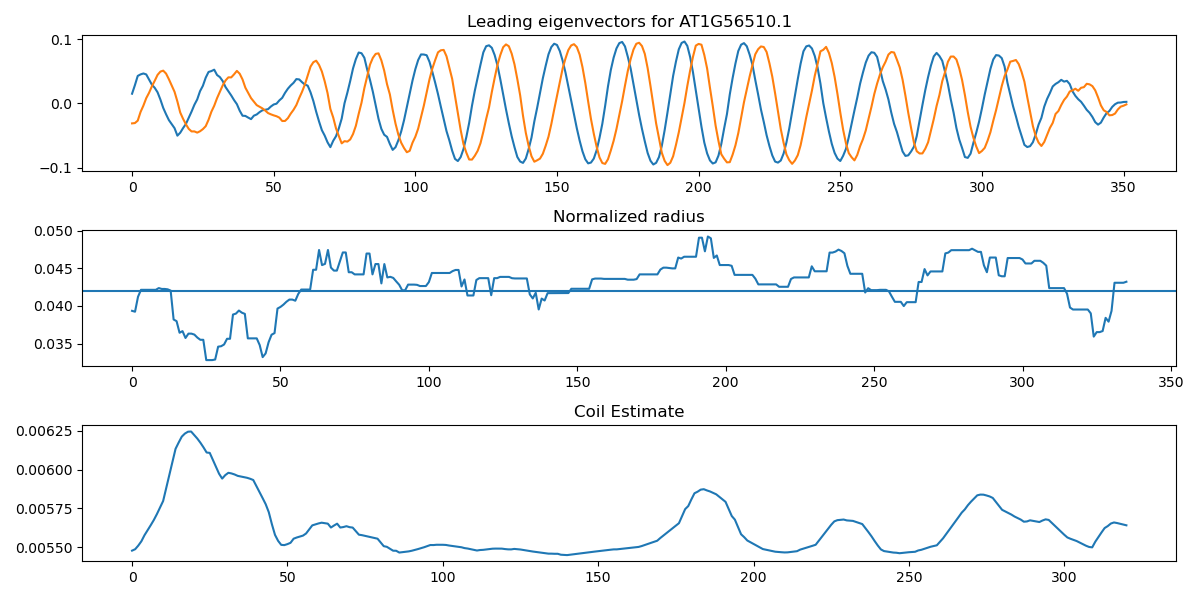 Leading eigenvectors for AT1G56510.1
0.1
0.0
−0.1
0 50 100 150 200 250 300 350
Normalized radius
0.050
0.045
0.040
0.035
0 50 100 150 200 250 300 350
Coil Estimate
0.00625
0.00600
0.00575
0.00550
0 50 100 150 200 250 300